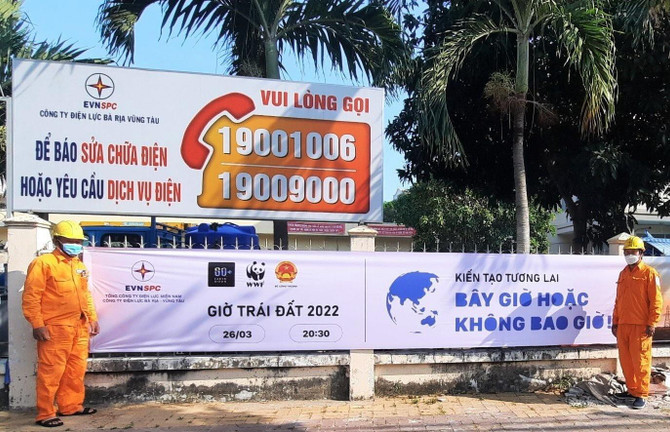 EVNSPC
CÔNG TY ĐIỆN LỰC BÀ RỊA VŨNG TÀU
ĐỂ BÁO SỬA CHỮA ĐIỆN
HOẶC YÊU CẦU DỊCH VỤ ĐIỆN
VUI LÒNG GỌI
19001006
19009000
EVNSPC
TỔNG CÔNG TY ĐIỆN LỰC MIỀN NAM
CÔNG TY ĐIỆN LỰC BÀ RỊA - VŨNG TÀU
60+
WWF
GIỜ TRÁI ĐẤT 2022
26/03
20:30
KIẾN TẠO TƯƠNG LAI
BÂY GIỜ HOẶC
KHÔNG BAO GIỜ!